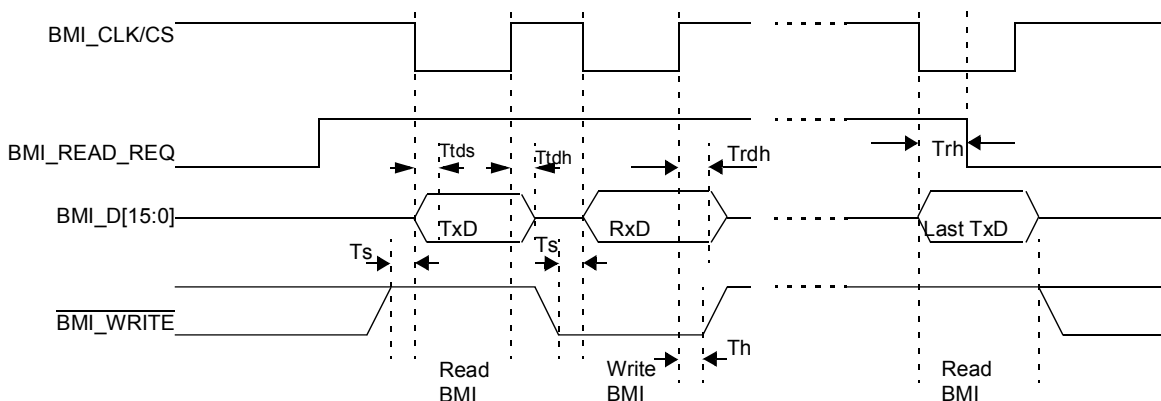 BMI_CLK/CS
BMI_READ_REQ
Ttds
Ttdh
Trdh
Trh
BMI_D[15:0]
TxD
RxD
Last TxD
Ts
Ts
BMI_WRITE
Th
Read
BMI
Write
BMI
Read
BMI